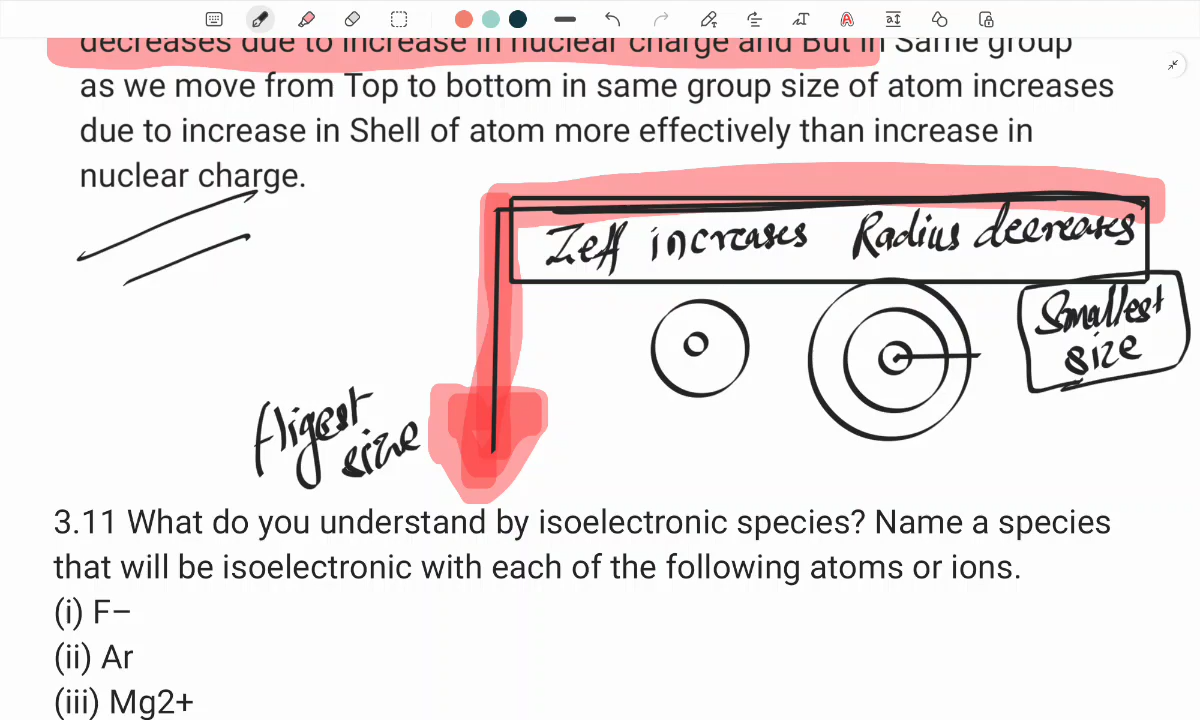 decreases due to increase in nuclear charge and But in Same group
as we move from Top to bottom in same group size of atom increases
due to increase in Shell of atom more effectively than increase in
nuclear charge.
Zeff increases Radius decreases
Smallest
size
size
3.11 What do you understand by isoelectronic species? Name a species
that will be isoelectronic with each of the following atoms or ions.
(i) F–
(ii) Ar
(iii) Mg2+